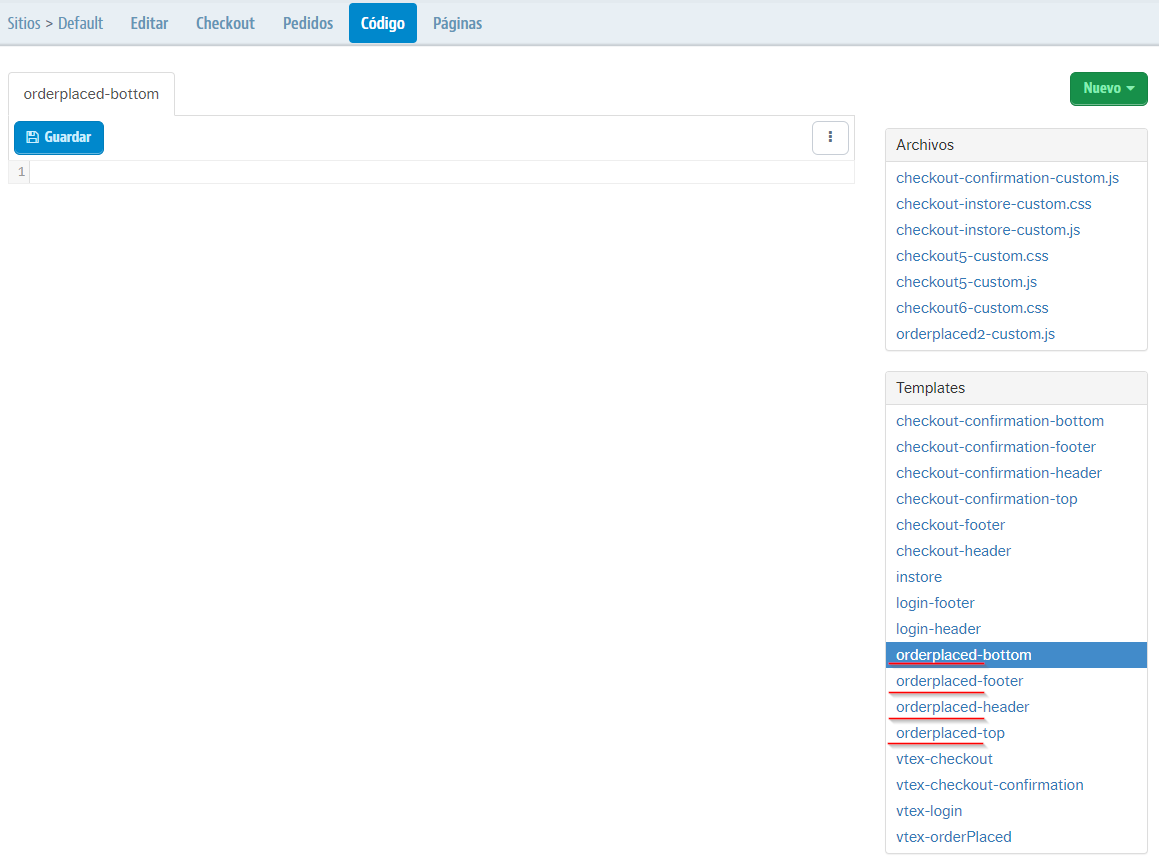 Sitios > Default Editar Checkout Pedidos Código Páginas
orderplaced-bottom
Nuevo
Guardar
1
Archivos
checkout-confirmation-custom.js
checkout-instore-custom.css
checkout-instore-custom.js
checkout5-custom.css
checkout5-custom.js
checkout6-custom.css
orderplaced2-custom.js
Templates
checkout-confirmation-bottom
checkout-confirmation-footer
checkout-confirmation-header
checkout-confirmation-top
checkout-footer
checkout-header
instore
login-footer
login-header
orderplaced-bottom
orderplaced-footer
orderplaced-header
orderplaced-top
vtex-checkout
vtex-checkout-confirmation
vtex-login
vtex-orderPlaced